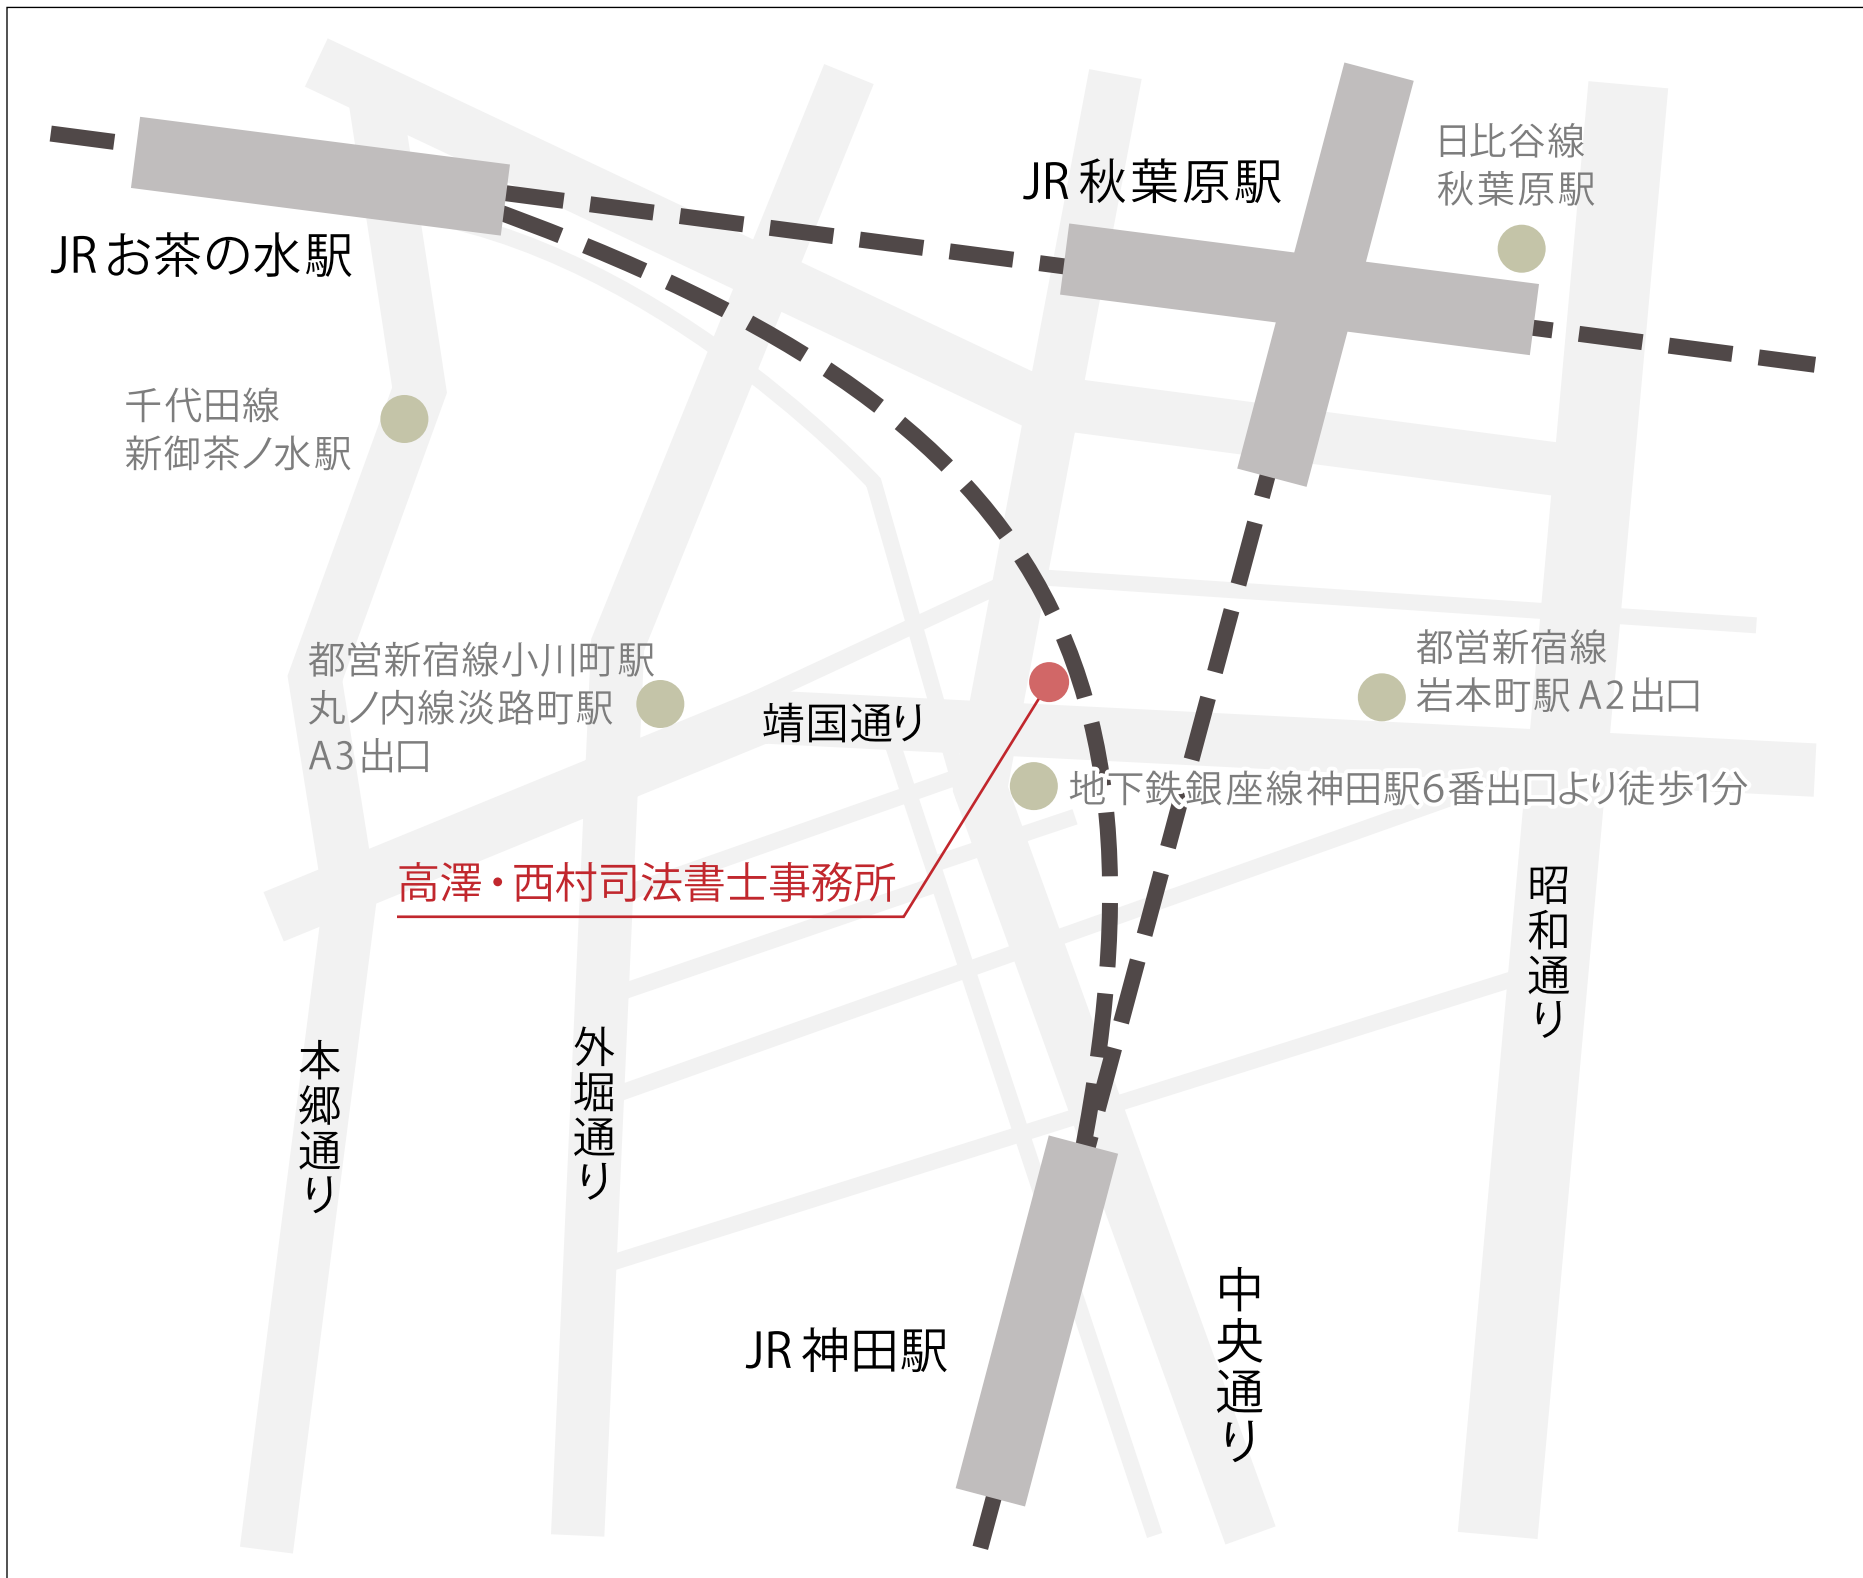 JR秋葉原駅
日比谷線
秋葉原駅
JRお茶の水駅
千代田線
新御茶ノ水駅
都営新宿線小川町駅
丸ノ内線淡路町駅
A3出口
靖国通り
都営新宿線
岩本町駅A2出口
地下鉄銀座線神田駅6番出口より徒歩1分
高澤・西村司法書士事務所
昭和通り
本郷通り
外堀通り
中央通り
JR神田駅